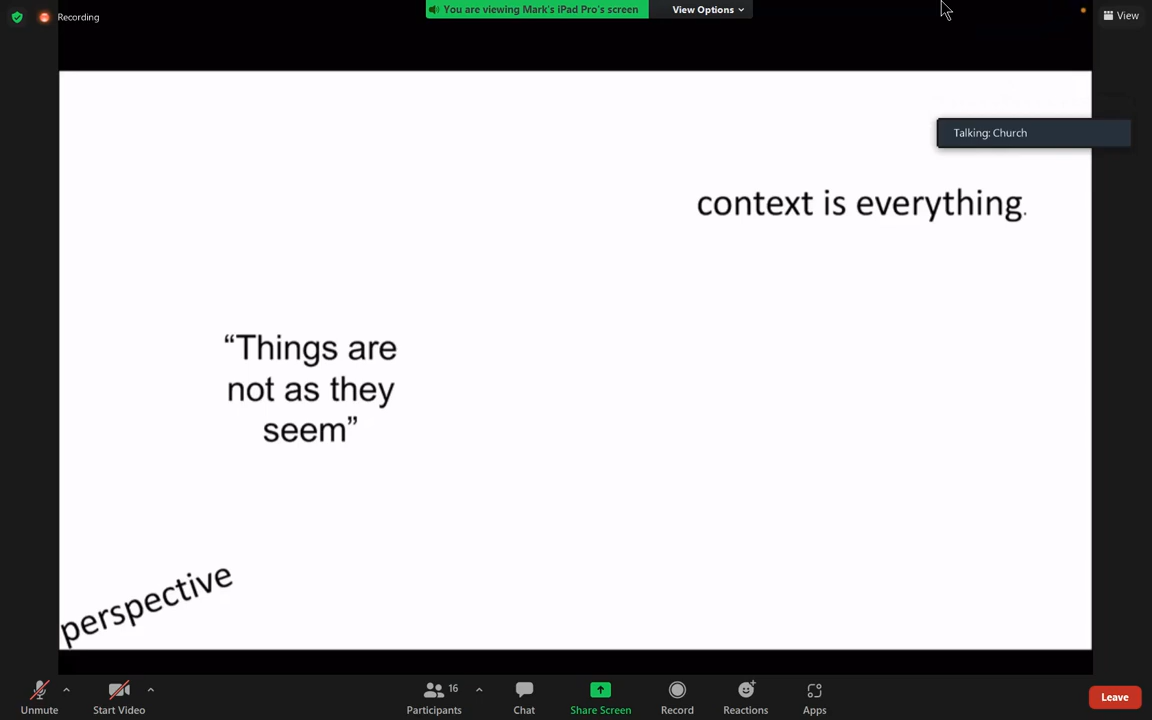 Recording
You are viewing Mark's iPad Pro's screen
View Options
View
Talking: Church
context is everything.
“Things are
not as they
seem”
perspective
Unmute
Start Video
16
Participants
Chat
Share Screen
Record
Reactions
Apps
Leave